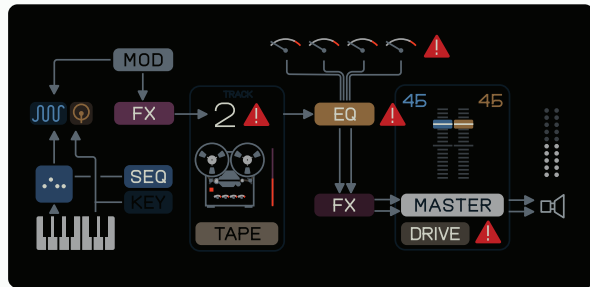 MOD
FX
TRACK
2
EQ
45 45
SEQ
KEY
TAPE
FX
MASTER
DRIVE